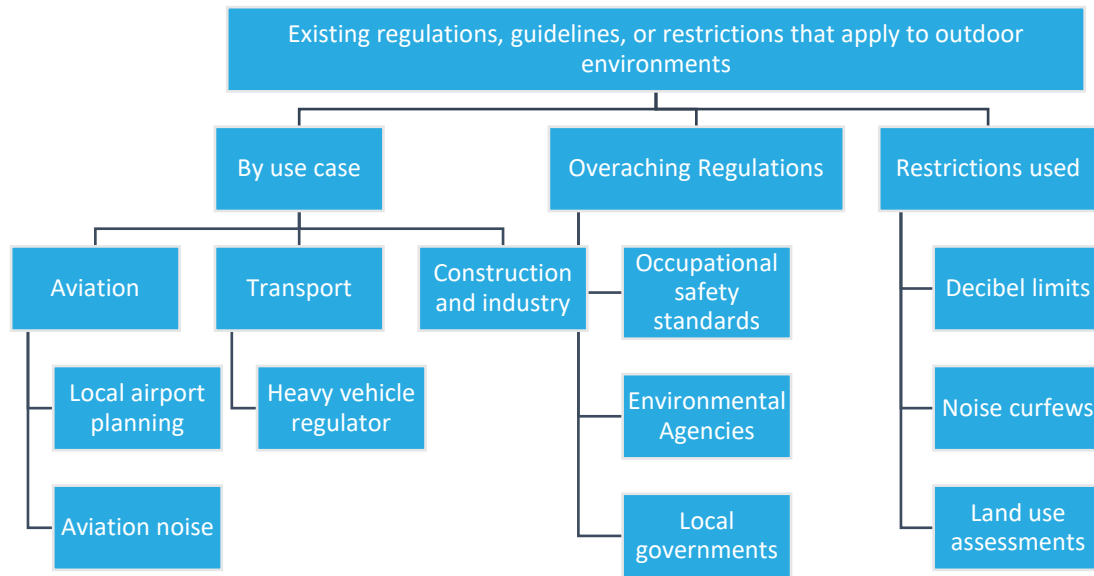 Existing regulations, guidelines, or restrictions that apply to outdoor
environments
By use case
Overaching Regulations
Restrictions used
Aviation
Transport
Construction
and industry
Occupational
safety
standards
Decibel limits
Local airport
planning
Heavy vehicle
regulator
Environmental
Agencies
Noise curfews
Aviation noise
Local
governments
Land use
assessments